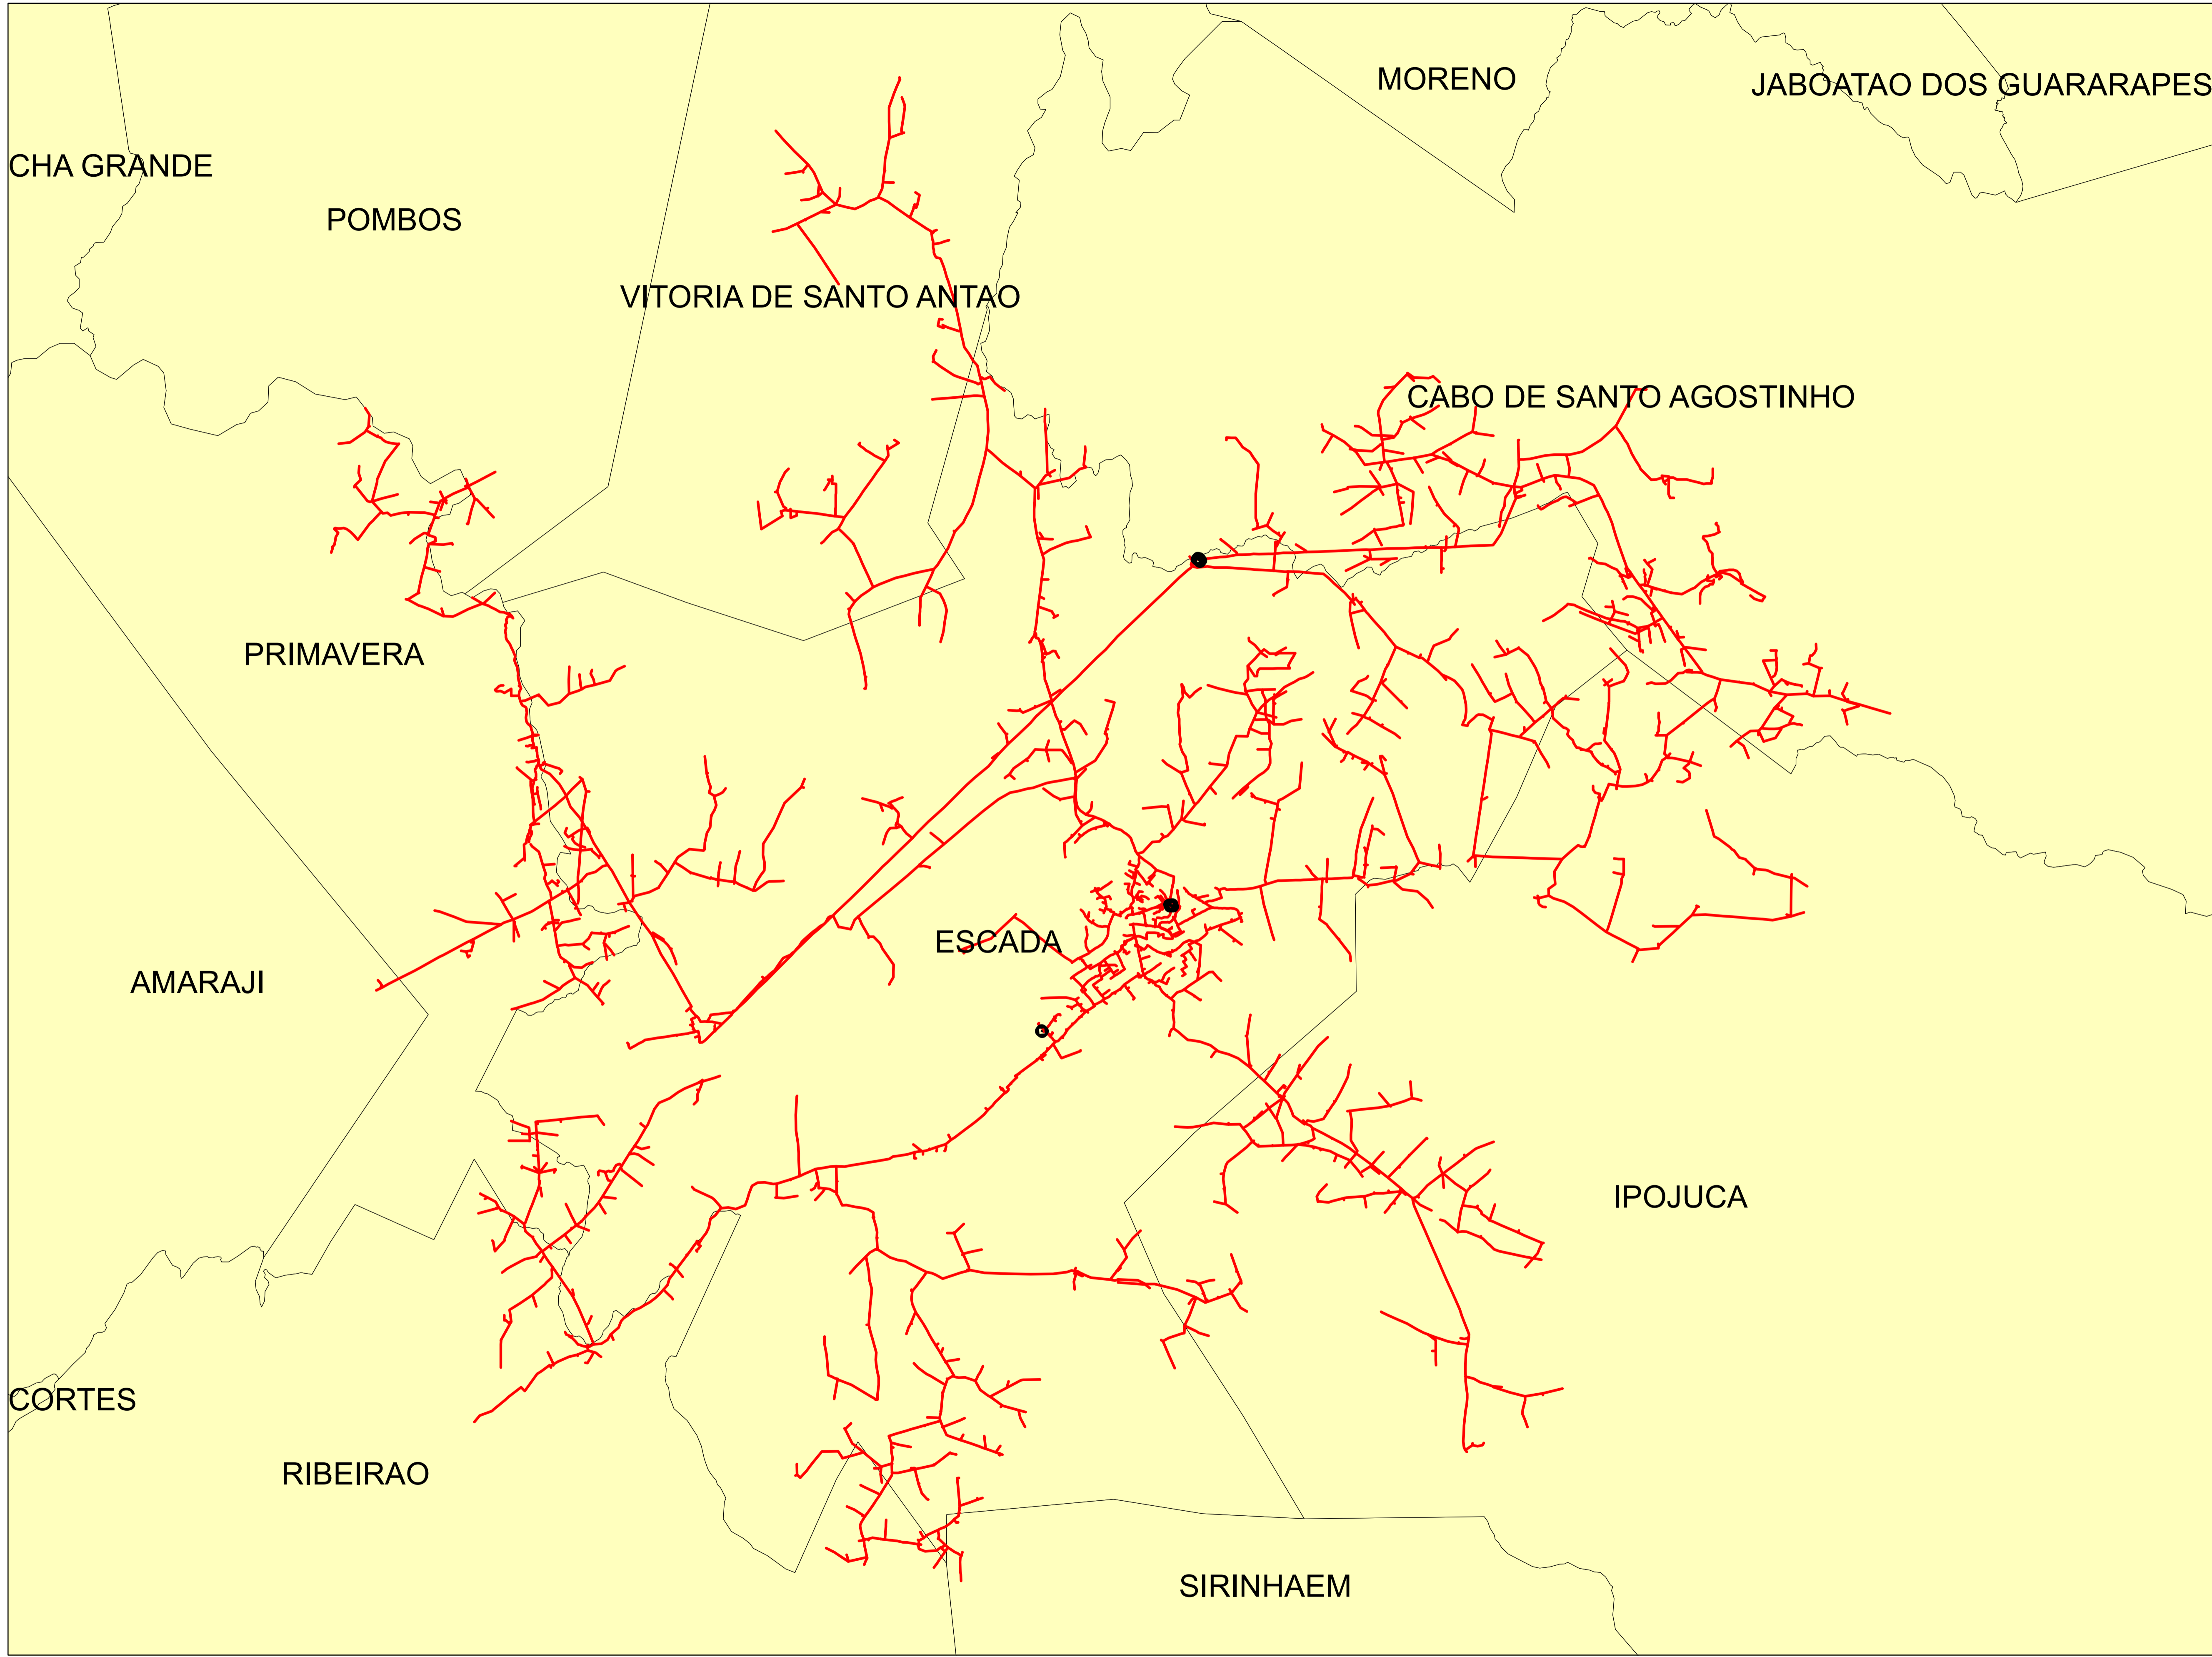 MORENO
JABOATAO DOS GUARARAPES
CHA GRANDE
POMBOS
VITORIA DE SANTO ANTAO
CABO DE SANTO AGOSTINHO
PRIMAVERA
ESCADA
AMARAJI
IPOJUCA
CORTES
RIBEIRAO
SIRINHAEM